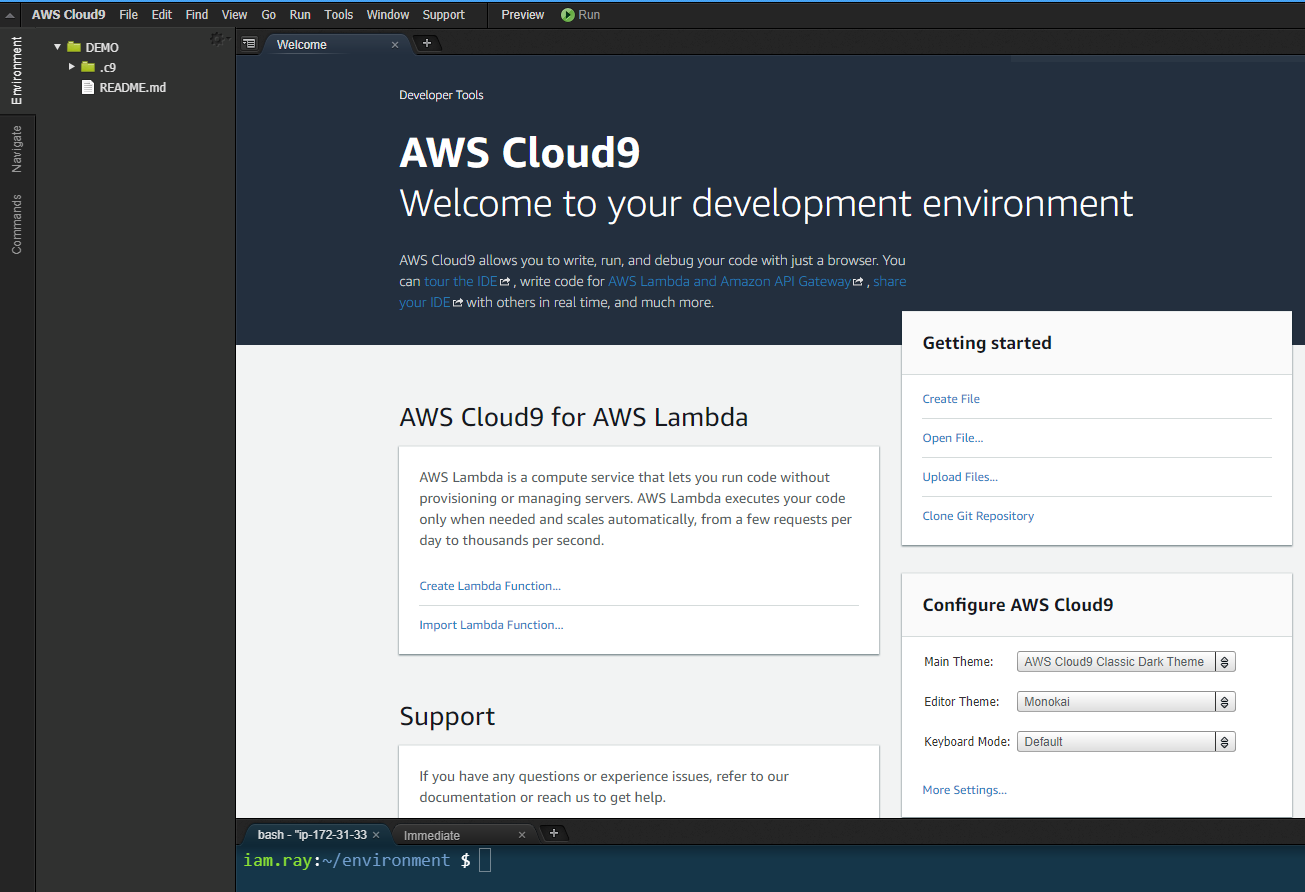 AWS Cloud9 File Edit Find View Go Run Tools Window Support Preview Run
Environment
Navigate
Commands
DEMO
.c9
README.md
Welcome
Developer Tools
AWS Cloud9
Welcome to your development environment
AWS Cloud9 allows you to write, run, and debug your code with just a browser. You
can tour the IDE , write code for AWS Lambda and Amazon API Gateway , share
your IDE with others in real time, and much more.
Getting started
Create File
Open File...
Upload Files...
Clone Git Repository
AWS Cloud9 for AWS Lambda
AWS Lambda is a compute service that lets you run code without
provisioning or managing servers. AWS Lambda executes your code
only when needed and scales automatically, from a few requests per
day to thousands per second.
Create Lambda Function...
Import Lambda Function...
Configure AWS Cloud9
Main Theme: AWS Cloud9 Classic Dark Theme
Editor Theme: Monokai
Keyboard Mode: Default
More Settings...
Support
If you have any questions or experience issues, refer to our
documentation or reach us to get help.
bash - "ip-172-31-33 Immediate
iam.ray:~/environment $